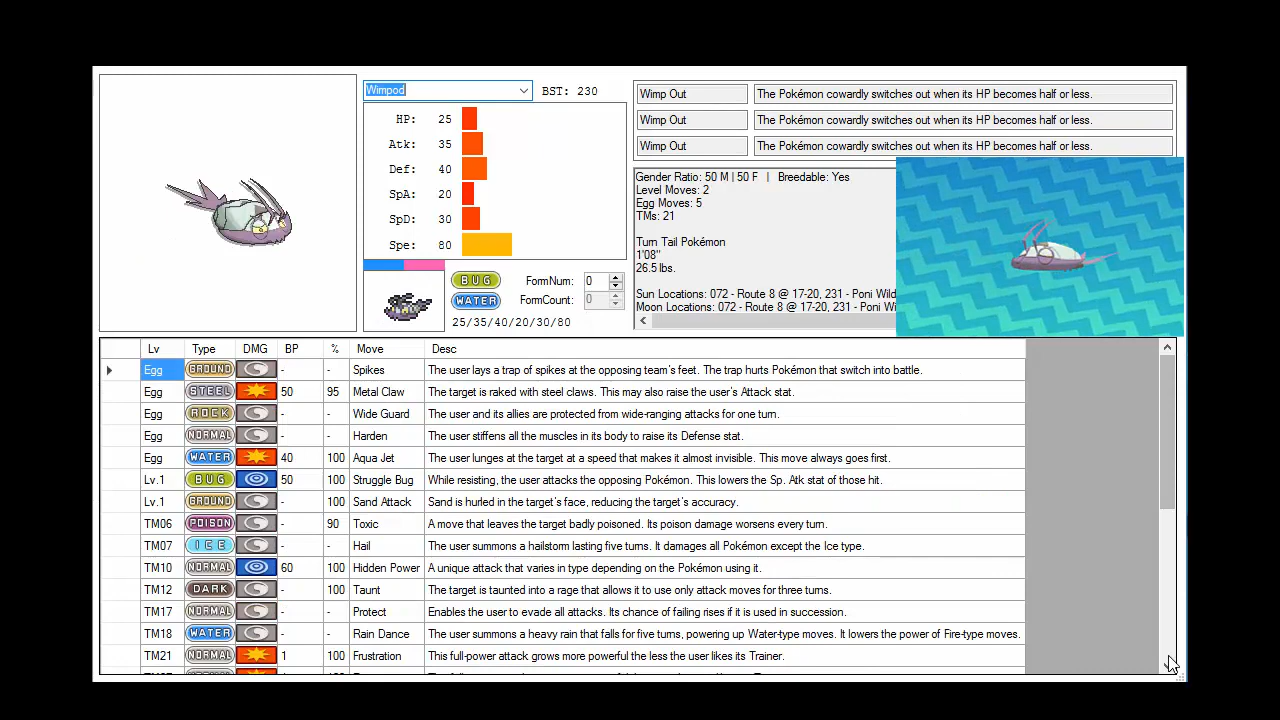 Wimpod
BST: 230
HP: 25
Atk: 35
Def: 40
SpA: 20
SpD: 30
Spe: 80
BUG
WATER
FormNum: 0
FormCount: 0
25/35/40/20/30/80
Wimp Out The Pokémon cowardly switches out when its HP becomes half or less.
Wimp Out The Pokémon cowardly switches out when its HP becomes half or less.
Wimp Out The Pokémon cowardly switches out when its HP becomes half or less.
Gender Ratio: 50 M | 50 F | Breedable: Yes
Level Moves: 2
Egg Moves: 5
TMs: 21
Turn Tail Pokémon
1'08"
26.5 lbs.
Sun Locations: 072 - Route 8 @ 17-20, 231 - Poni Wild
Moon Locations: 072 - Route 8 @ 17-20, 231 - Poni Wi
Lv Type DMG BP % Move Desc
Egg GROUND - - Spikes The user lays a trap of spikes at the opposing team's feet. The trap hurts Pokémon that switch into battle.
Egg STEEL 50 95 Metal Claw The target is raked with steel claws. This may also raise the user's Attack stat.
Egg ROCK - - Wide Guard The user and its allies are protected from wide-ranging attacks for one turn.
Egg NORMAL - - Harden The user stiffens all the muscles in its body to raise its Defense stat.
Egg WATER 40 100 Aqua Jet The user lunges at the target at a speed that makes it almost invisible. This move always goes first.
Lv.1 BUG 50 100 Struggle Bug While resisting, the user attacks the opposing Pokémon. This lowers the Sp. Atk stat of those hit.
Lv.1 GROUND - 100 Sand Attack Sand is hurled in the target's face, reducing the target's accuracy.
TM06 POISON - 90 Toxic A move that leaves the target badly poisoned. Its poison damage worsens every turn.
TM07 ICE - - Hail The user summons a hailstorm lasting five turns. It damages all Pokémon except the Ice type.
TM10 NORMAL 60 100 Hidden Power A unique attack that varies in type depending on the Pokémon using it.
TM12 DARK - 100 Taunt The target is taunted into a rage that allows it to use only attack moves for three turns.
TM17 NORMAL - - Protect Enables the user to evade all attacks. Its chance of failing rises if it is used in succession.
TM18 WATER - - Rain Dance The user summons a heavy rain that falls for five turns, powering up Water-type moves. It lowers the power of Fire-type moves.
TM21 NORMAL 1 100 Frustration This full-power attack grows more powerful the less the user likes its Trainer.